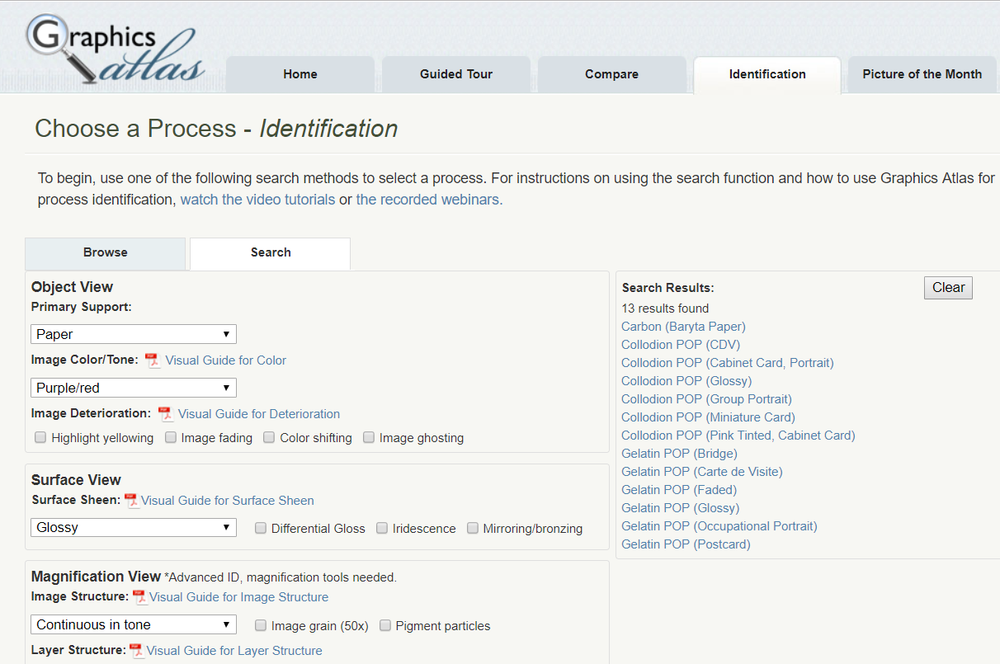 Graphics
atlas
Home
Guided Tour
Compare
Identification
Picture of the Month
Choose a Process - Identification
To begin, use one of the following search methods to select a process. For instructions on using the search function and how to use Graphics Atlas for
process identification, watch the video tutorials or the recorded webinars.
Browse
Search
Object View
Primary Support:
Paper
Image Color/Tone: Visual Guide for Color
Purple/red
Image Deterioration: Visual Guide for Deterioration
Highlight yellowing Image fading Color shifting Image ghosting
Surface View
Surface Sheen: Visual Guide for Surface Sheen
Glossy Differential Gloss Iridescence Mirroring/bronzing
Magnification View *Advanced ID, magnification tools needed.
Image Structure: Visual Guide for Image Structure
Continuous in tone Image grain (50x) Pigment particles
Layer Structure: Visual Guide for Layer Structure
Search Results:
Clear
13 results found
Carbon (Baryta Paper)
Collodion POP (CDV)
Collodion POP (Cabinet Card, Portrait)
Collodion POP (Glossy)
Collodion POP (Group Portrait)
Collodion POP (Miniature Card)
Collodion POP (Pink Tinted, Cabinet Card)
Gelatin POP (Bridge)
Gelatin POP (Carte de Visite)
Gelatin POP (Faded)
Gelatin POP (Glossy)
Gelatin POP (Occupational Portrait)
Gelatin POP (Postcard)